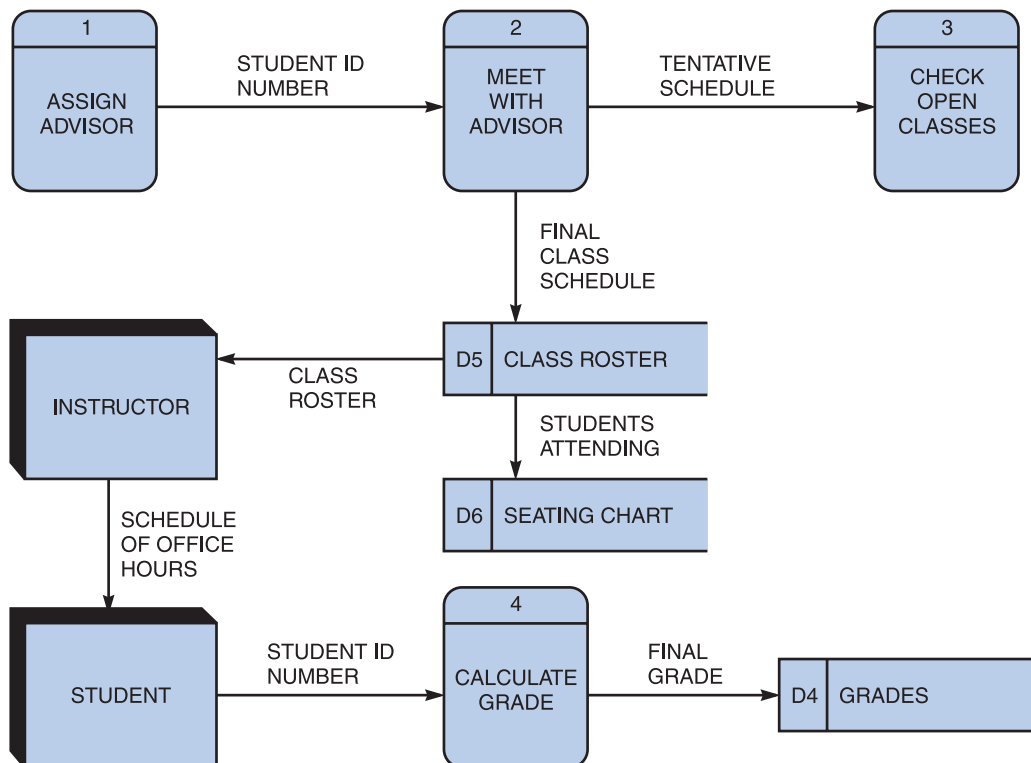 1
ASSIGN
ADVISOR
STUDENT ID
NUMBER
2
MEET
WITH
ADVISOR
TENTATIVE
SCHEDULE
3
CHECK
OPEN
CLASSES
FINAL
CLASS
SCHEDULE
INSTRUCTOR
CLASS
ROSTER
D5 CLASS ROSTER
STUDENTS
ATTENDING
D6 SEATING CHART
SCHEDULE
OF OFFICE
HOURS
STUDENT
STUDENT ID
NUMBER
4
CALCULATE
GRADE
FINAL
GRADE
D4 GRADES